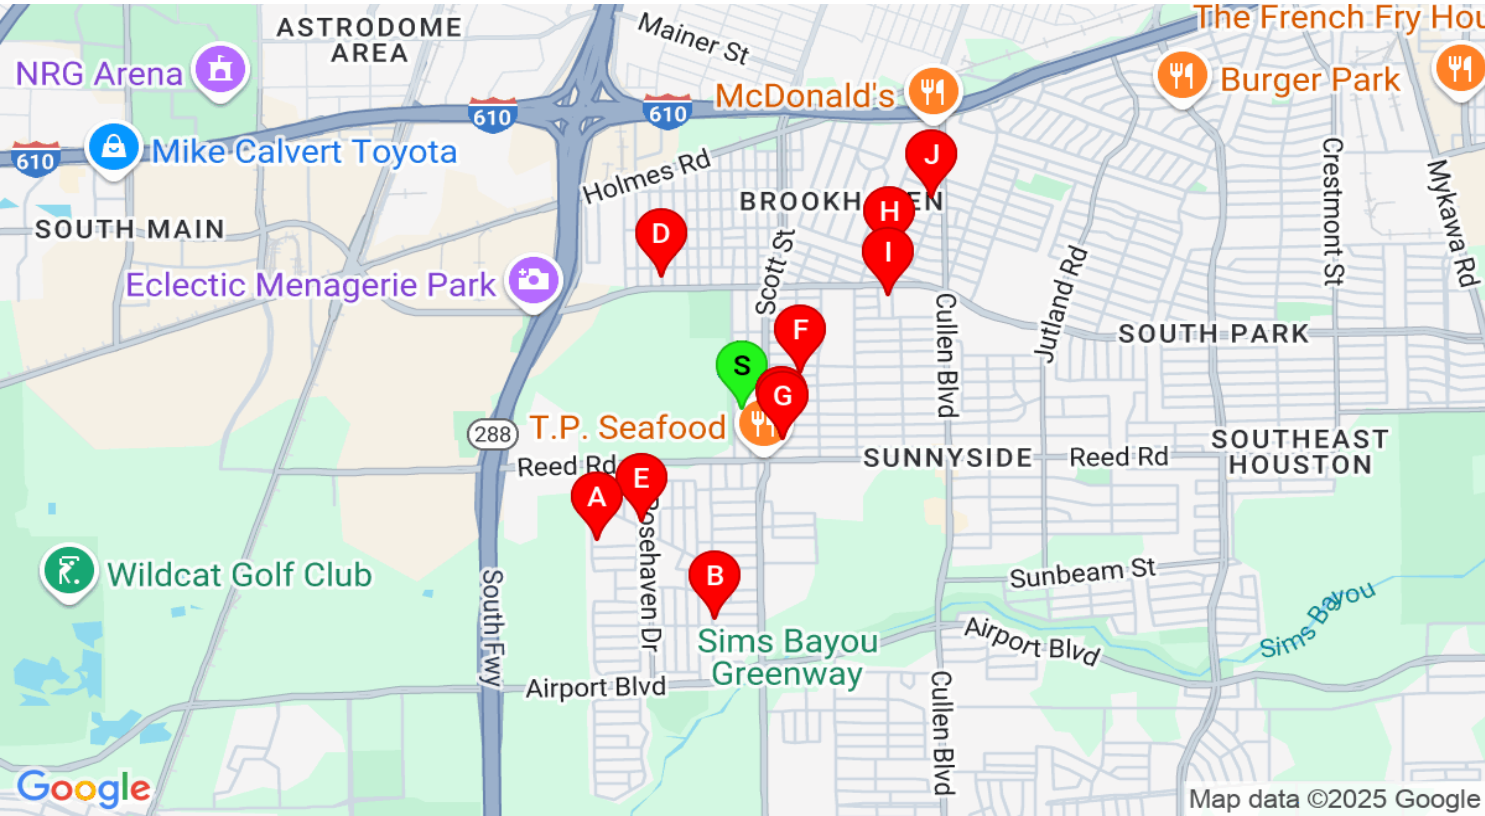 The French Fry Hou
ASTRODOME
AREA
Mainer St
NRG Arena
McDonald's
Burger Park
610
610
610
Mike Calvert Toyota
Holmes Rd
J
Crestmont St
Mykawa Rd
SOUTH MAIN
BROOKH EN
H
D
I
Scott St
Eclectic Menagerie Park
Cullen Blvd
Jutland Rd
SOUTH PARK
F
S
G
288
T.P. Seafood
SOUTHEAST
HOUSTON
Reed Rd
SUNNYSIDE
Reed Rd
E
A
osehaven Dr
B
Wildcat Golf Club
South Fwy
Sunbeam St
Sims Bayou
Sims Bayou
Greenway
Airport Blvd
Airport Blvd
Cullen Blvd
Google
Map data ©2025 Google